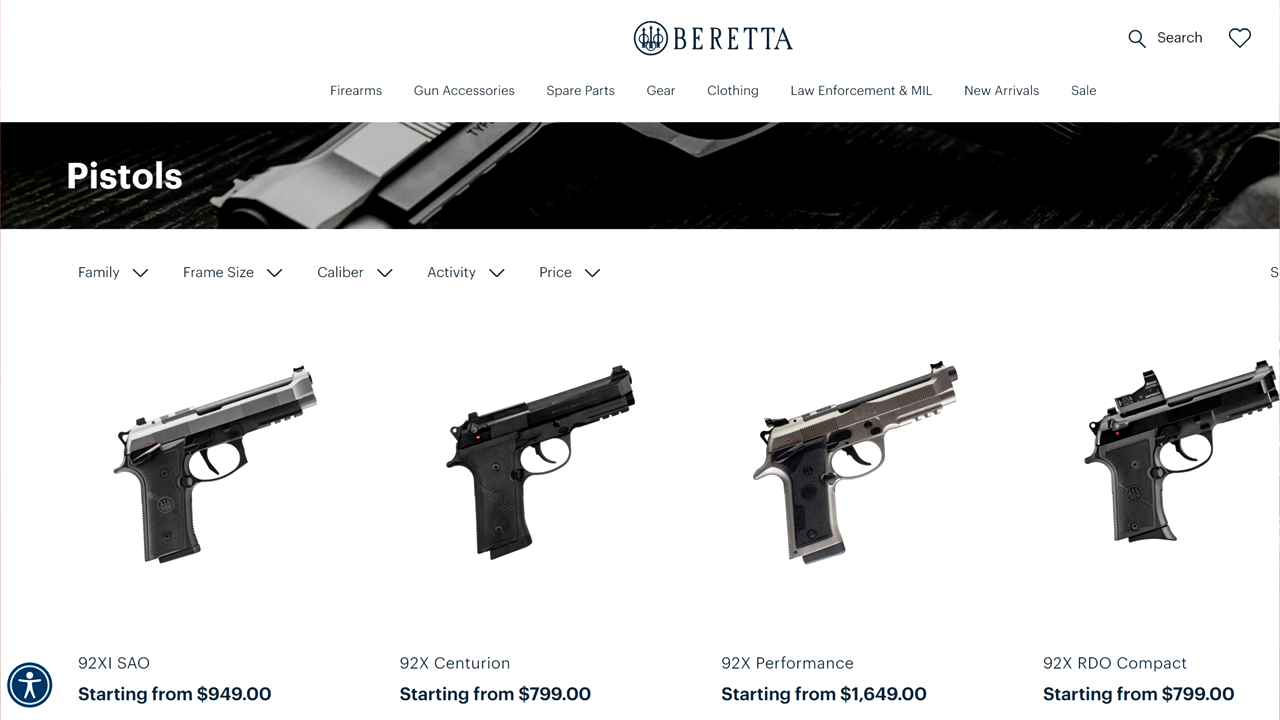 BERETTA
Search
Firearms Gun Accessories Spare Parts Gear Clothing Law Enforcement & MIL New Arrivals Sale
Pistols
Family Frame Size Caliber Activity Price
92XI SAO
Starting from $949.00
92X Centurion
Starting from $799.00
92X Performance
Starting from $1,649.00
92X RDO Compact
Starting from $799.00